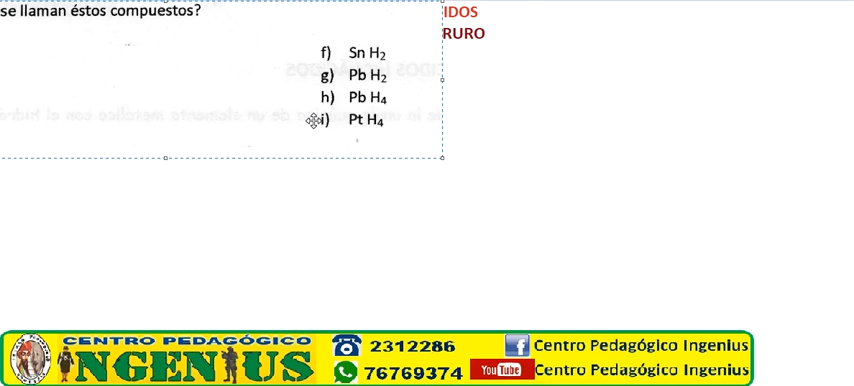 se llaman éstos compuestos?
IDOS
RURO
f) Sn H₂
g) Pb H₂
h) Pb H₄
i) Pt H₄
CENTRO PEDAGÓGICO
INGENIUS
2312286
76769374
Centro Pedagógico Ingenius
YouTube Centro Pedagógico Ingenius